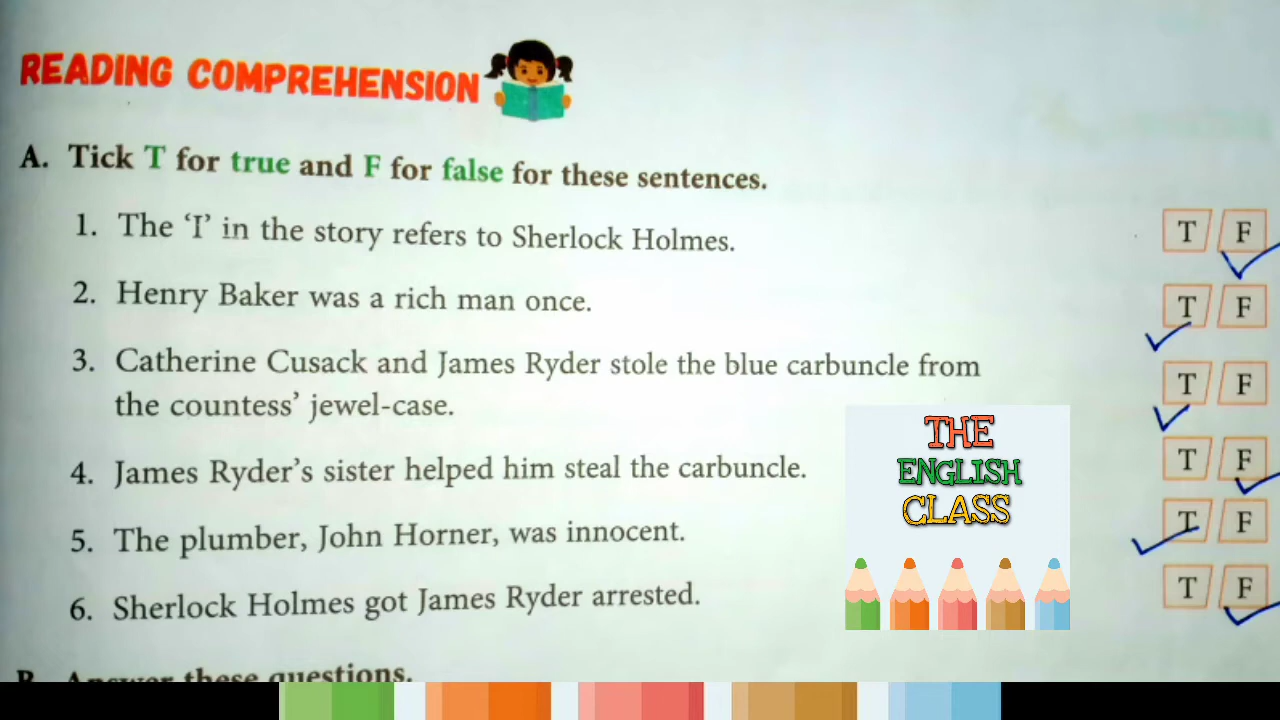 READING COMPREHENSION
A. Tick T for true and F for false for these sentences.
1. The ‘I’ in the story refers to Sherlock Holmes. T F
2. Henry Baker was a rich man once. T F
3. Catherine Cusack and James Ryder stole the blue carbuncle from T F
the countess’ jewel-case.
THE
ENGLISH
CLASS
4. James Ryder’s sister helped him steal the carbuncle. T F
5. The plumber, John Horner, was innocent. T F
6. Sherlock Holmes got James Ryder arrested. T F
B. Answer these questions.